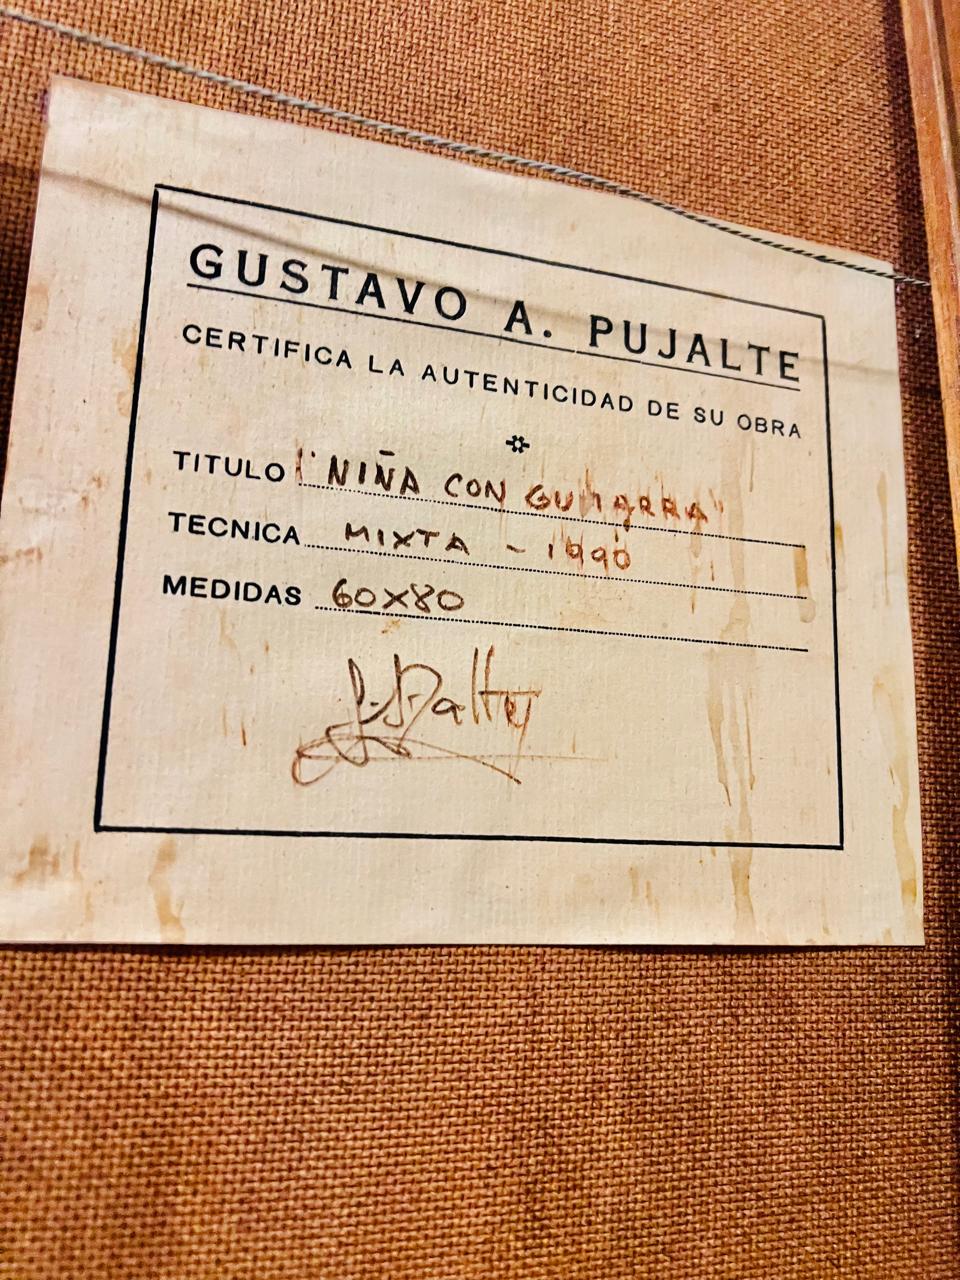 GUSTAVO A. PUJALTE
CERTIFICA LA AUTENTICIDAD DE SU OBRA
TITULO "NIÑA CON GUITARRA"
TECNICA MIXTA - 1990
MEDIDAS 60X80